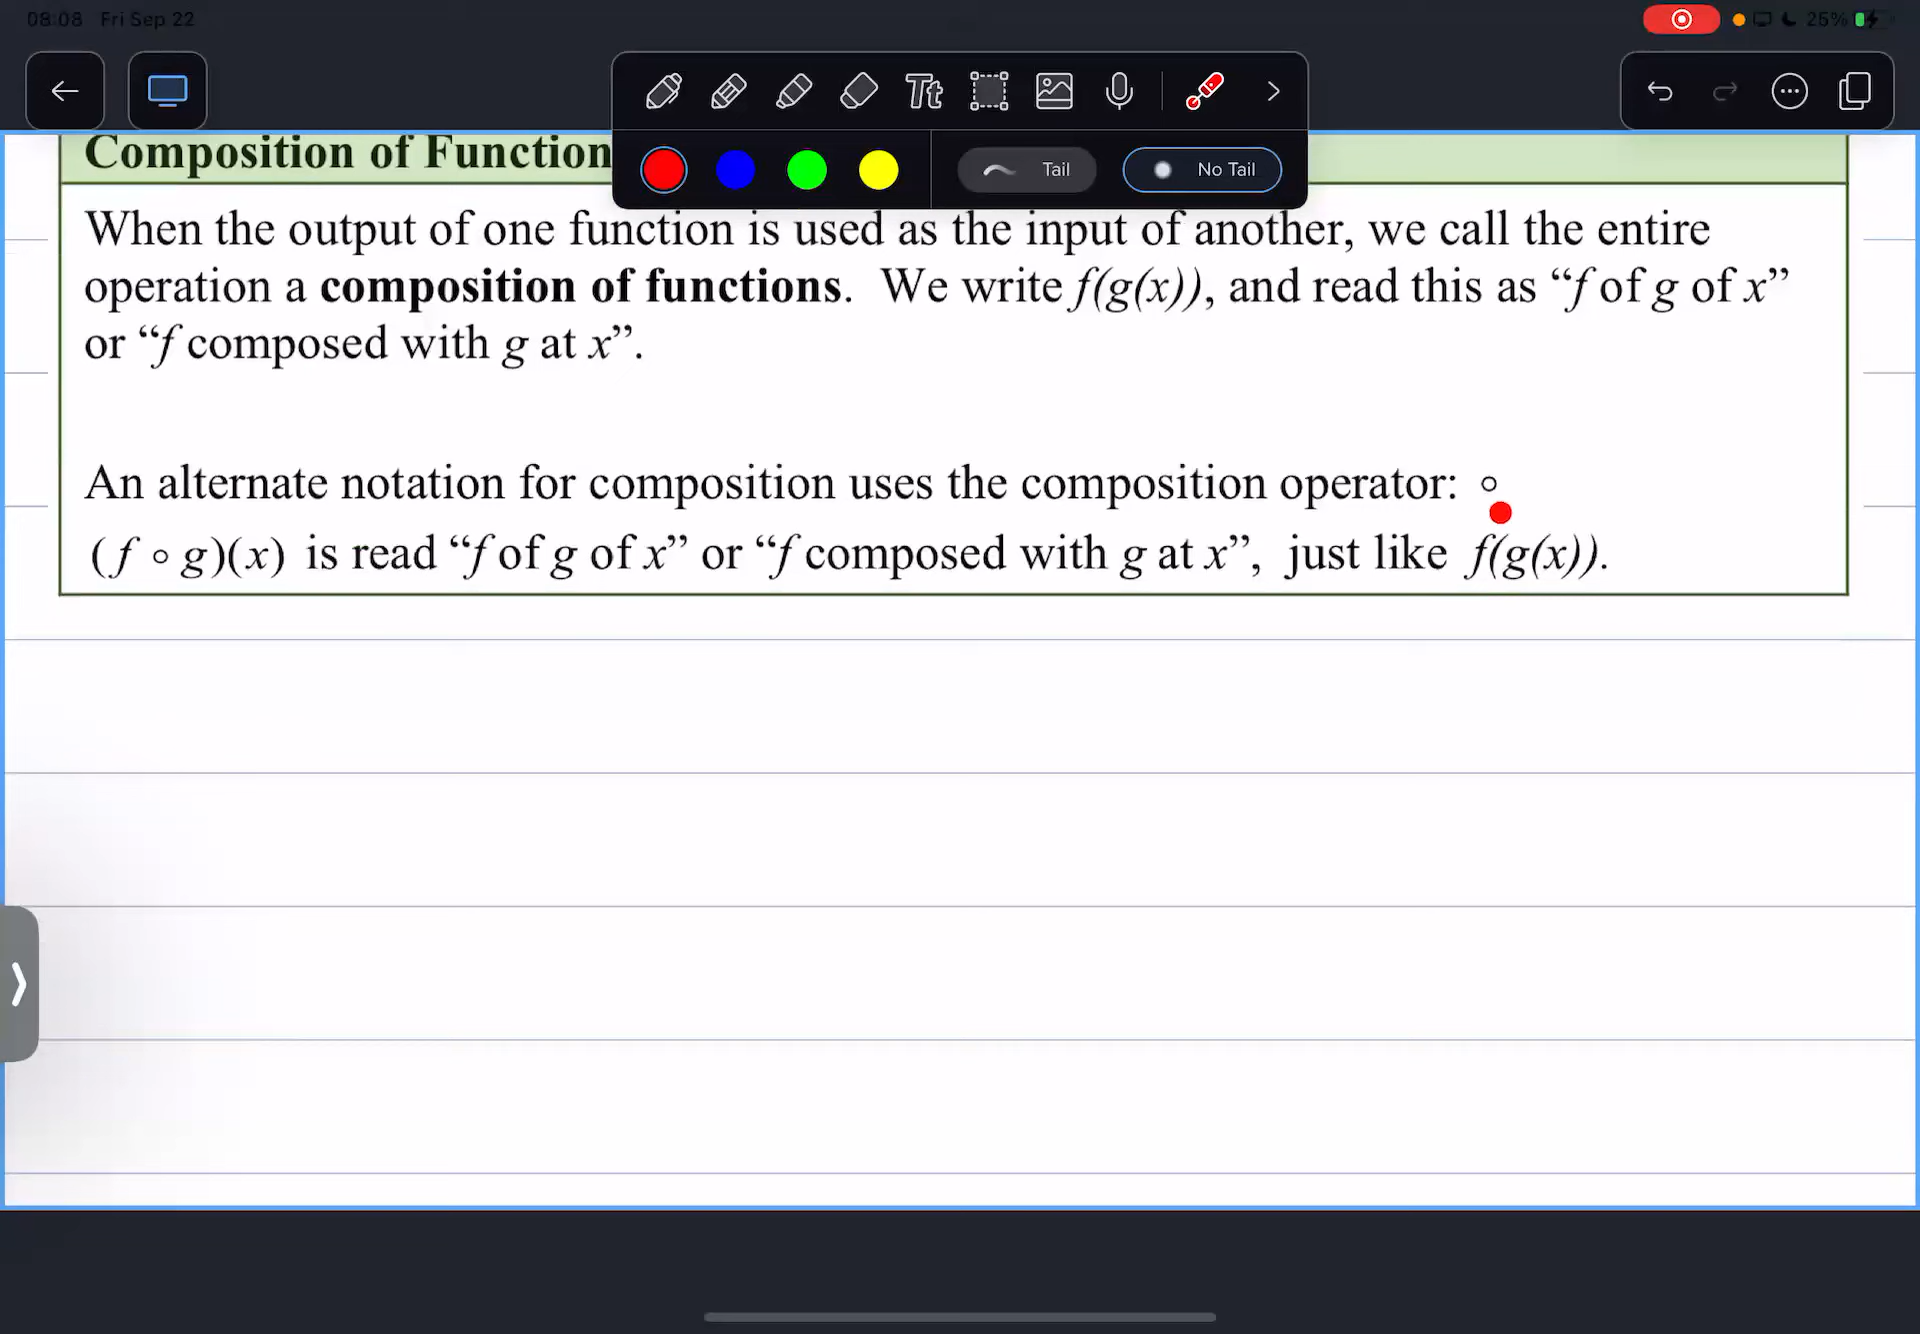 08:08 Fri Sep 22
25%
Tt
Tail
No Tail
Composition of Function
When the output of one function is used as the input of another, we call the entire
operation a composition of functions. We write f(g(x)), and read this as “f of g of x”
or “f composed with g at x”.
An alternate notation for composition uses the composition operator: ∘
(f ∘ g)(x) is read “f of g of x” or “f composed with g at x”, just like f(g(x)).